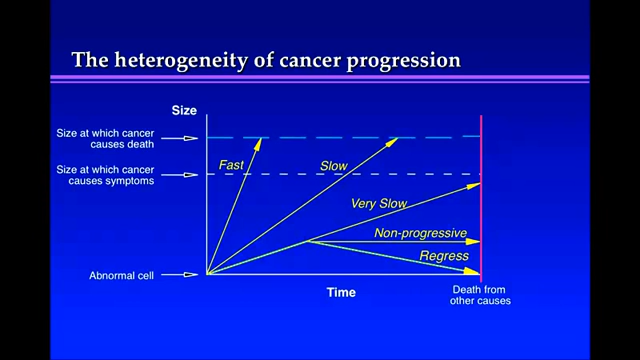 The heterogeneity of cancer progression
Size
Size at which cancer
causes death
Fast
Slow
Size at which cancer
causes symptoms
Very Slow
Non-progressive
Regress
Abnormal cell
Time
Death from
other causes